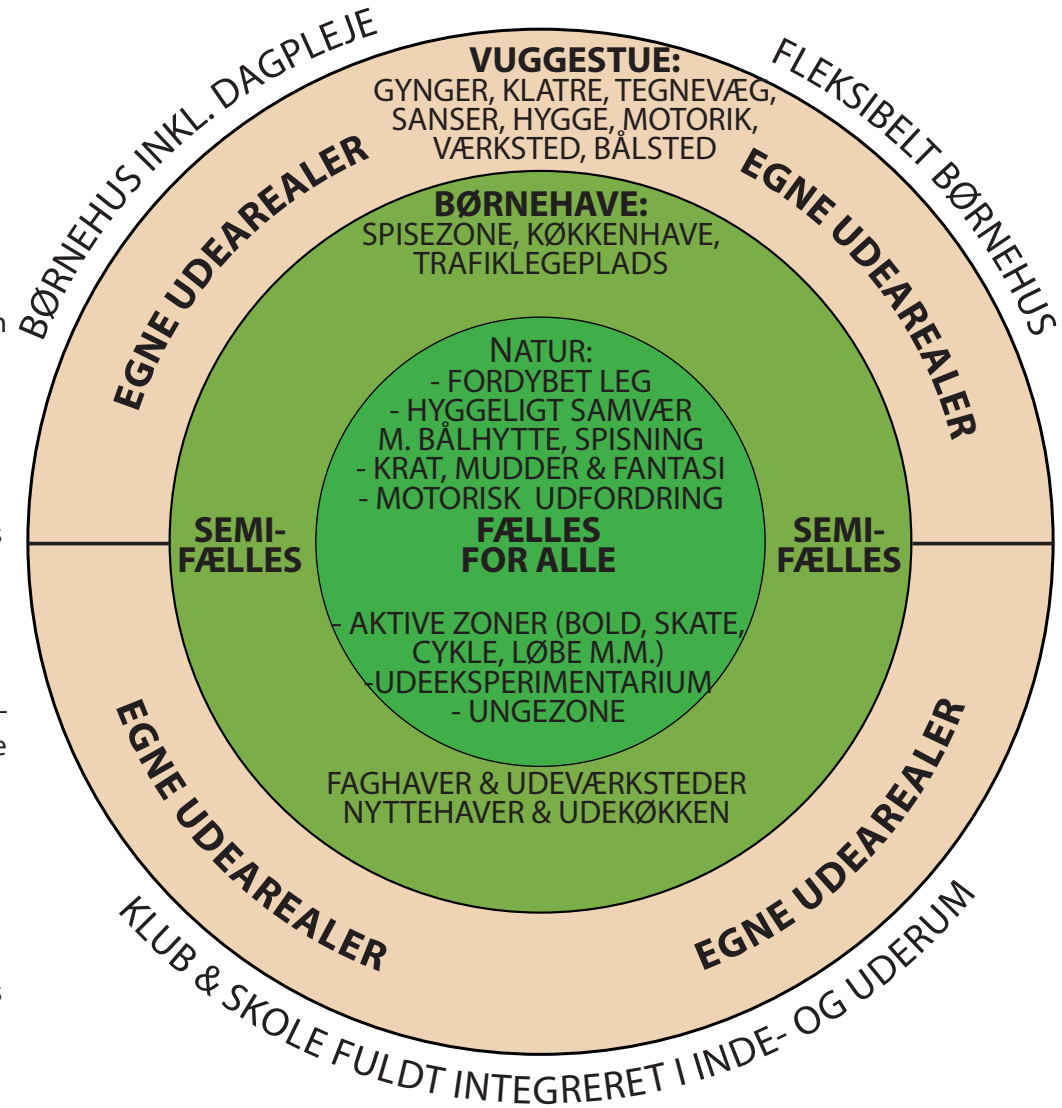 BØRNEHUS INKL. DAGPLEJE
FLEKSIBELT BØRNEHUS
VUGGESTUE:
GYNGER, KLATRE, TEGNEVÆG,
SANSER, HYGGE, MOTORIK,
VÆRKSTED, BÅLSTED
EGNE UDEAREALER
EGNE UDEAREALER
BØRNEHAVE:
SPISEZONE, KØKKENHAVE,
TRAFIKLEGEPLADS
NATUR:
- FORDYBET LEG
- HYGGELIGT SAMVÆR
M. BÅLHYTTE, SPISNING
- KRAT, MUDDER & FANTASI
- MOTORISK UDFORDRING
SEMI-
FÆLLES
FÆLLES
FOR ALLE
SEMI-
FÆLLES
- AKTIVE ZONER (BOLD, SKATE,
CYKLE, LØBE M.M.)
-UDEEKSPERIMENTARIUM
- UNGEZONE
FAGHAVER & UDEVÆRKSTEDER
NYTTEHAVER & UDEKØKKEN
EGNE UDEAREALER
EGNE UDEAREALER
KLUB & SKOLE FULDT INTEGRERET I INDE- OG UDERUM